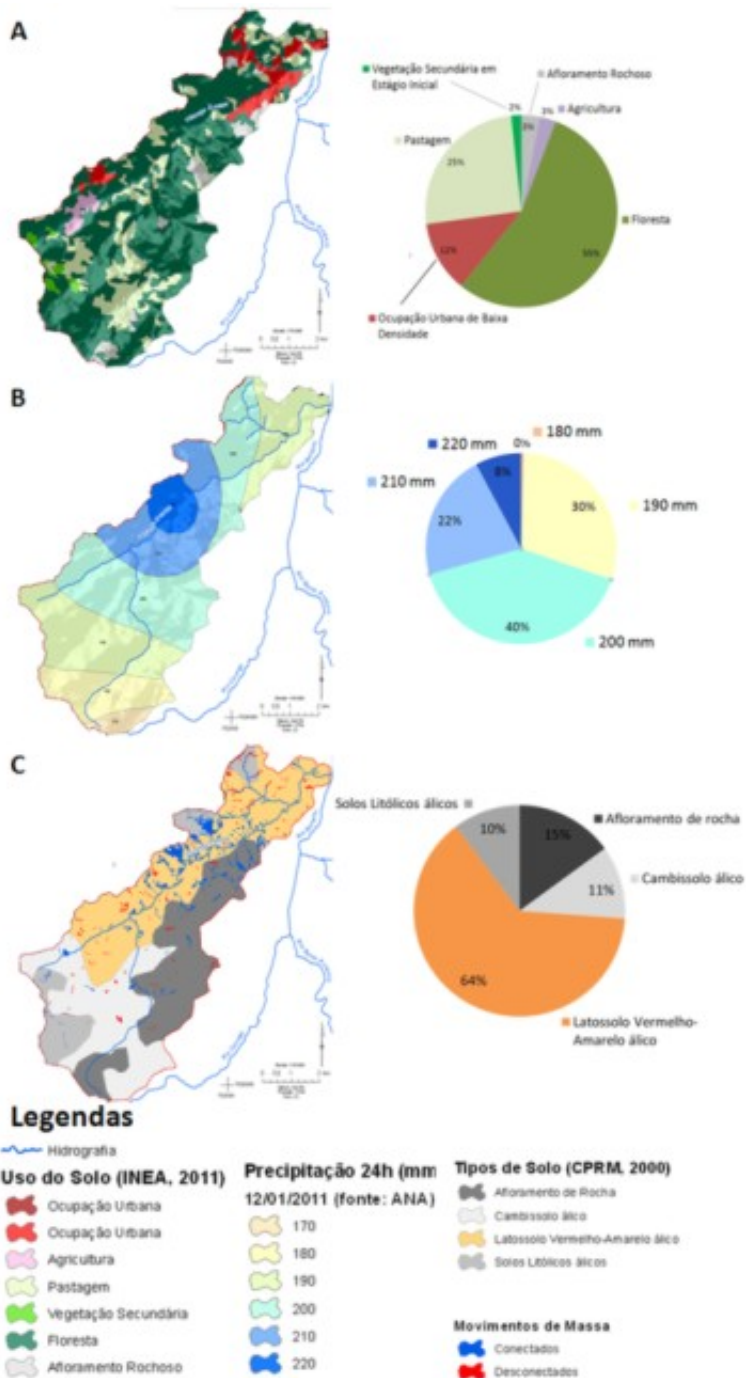 A
Vegetação Secundária em
Estágio Inicial
Afloramento Rochoso
Agricultura
2%
3%
3%
Pastagem
25%
Floresta
55%
12%
Ocupação Urbana de Baixa
Densidade
B
180 mm
0%
220 mm
8%
210 mm
22%
30%
190 mm
40%
200 mm
C
Solos Litólicos álicos
10%
15%
Afloramento de rocha
11%
Cambissolo álico
64%
Latossolo Vermelho-
Amarelo álico
Legendas
Hidrografia
Uso do Solo (INEA, 2011)
Ocupação Urbana
Ocupação Urbana
Agricultura
Pastagem
Vegetação Secundária
Floresta
Afloramento Rochoso
Precipitação 24h (mm
12/01/2011 (fonte: ANA)
170
180
190
200
210
220
Tipos de Solo (CPRM, 2000)
Afloramento de Rocha
Cambissolo álico
Latossolo Vermelho-Amarelo álico
Solos Litólicos álicos
Movimentos de Massa
Conectados
Desconectados